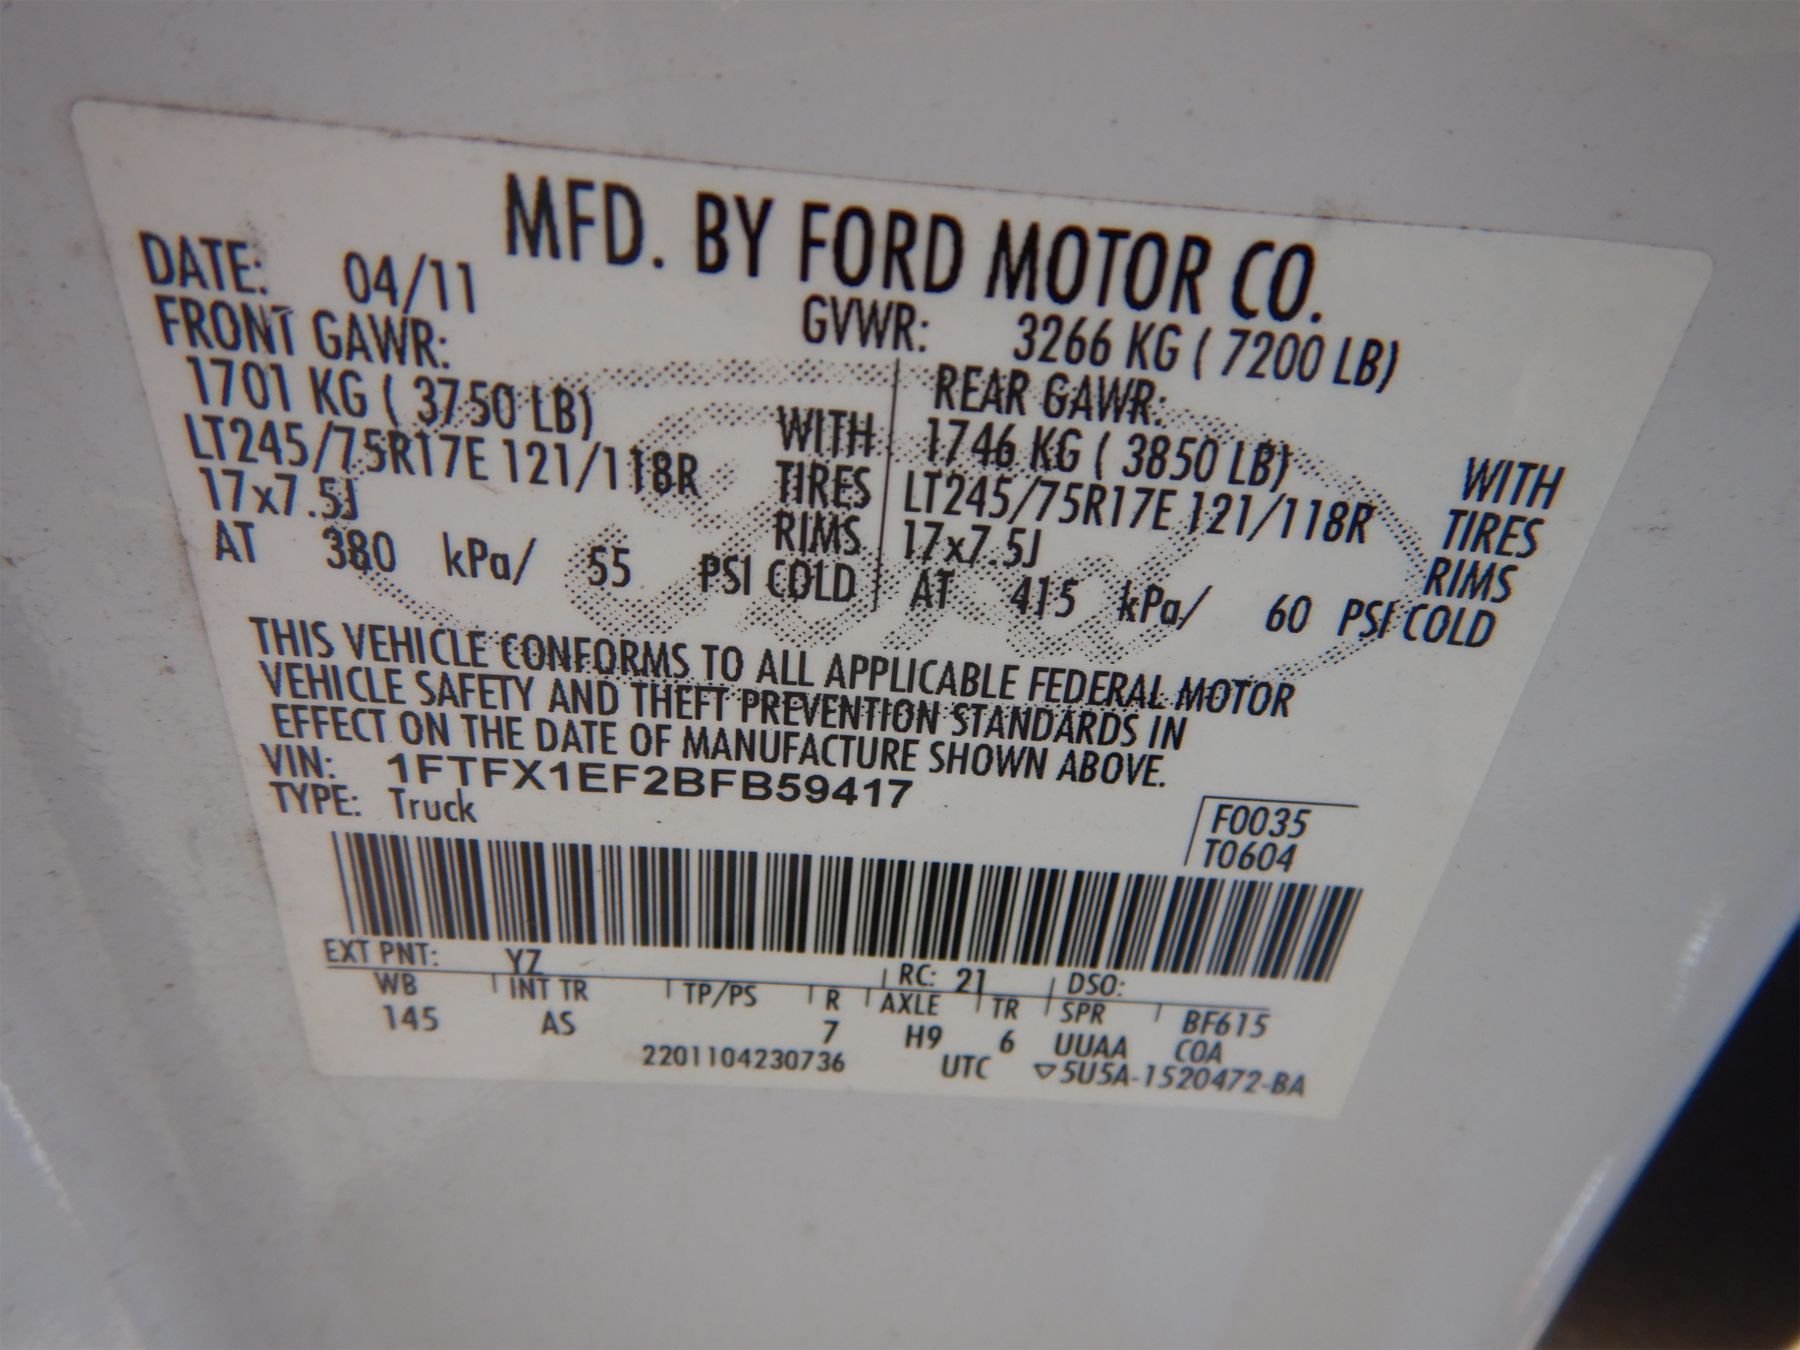 MFD. BY FORD MOTOR CO.
DATE: 04/11 GVWR: 3266 KG ( 7200 LB)
FRONT GAWR: REAR GAWR:
1701 KG ( 3750 LB) WITH 1746 KG ( 3850 LB) WITH
LT245/75R17E 121/118R TIRES LT245/75R17E 121/118R TIRES
17x7.5J RIMS 17x7.5J RIMS
AT 380 kPa/ 55 PSI COLD AT 415 kPa/ 60 PSI COLD
THIS VEHICLE CONFORMS TO ALL APPLICABLE FEDERAL MOTOR
VEHICLE SAFETY AND THEFT PREVENTION STANDARDS IN
EFFECT ON THE DATE OF MANUFACTURE SHOWN ABOVE.
VIN: 1FTFX1EF2BFB59417
TYPE: Truck
F0035
T0604
EXT PNT: YZ RC: 21 DSO:
WB INT TR TP/PS R AXLE TR SPR BF615
145 AS 7 H9 6 UUAA COA
2201104230736 UTC ▽5U5A-1520472-BA